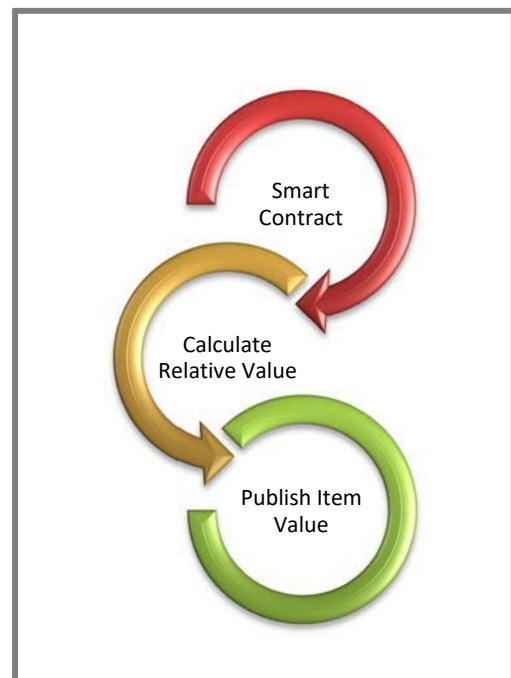 Smart
Contract
Calculate
Relative Value
Publish Item
Value